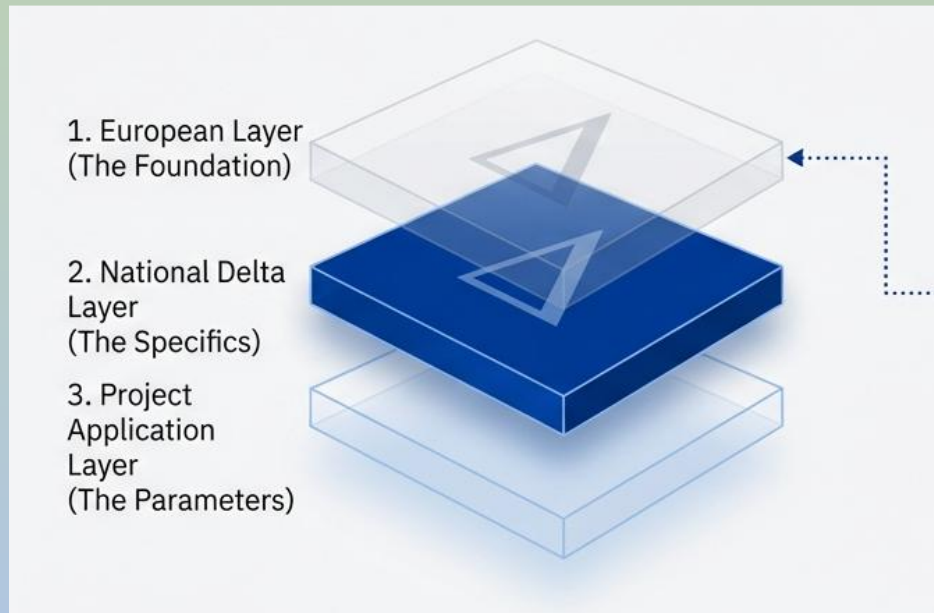 1. European Layer
(The Foundation)
2. National Delta
Layer
(The Specifics)
3. Project
Application
Layer
(The Parameters)